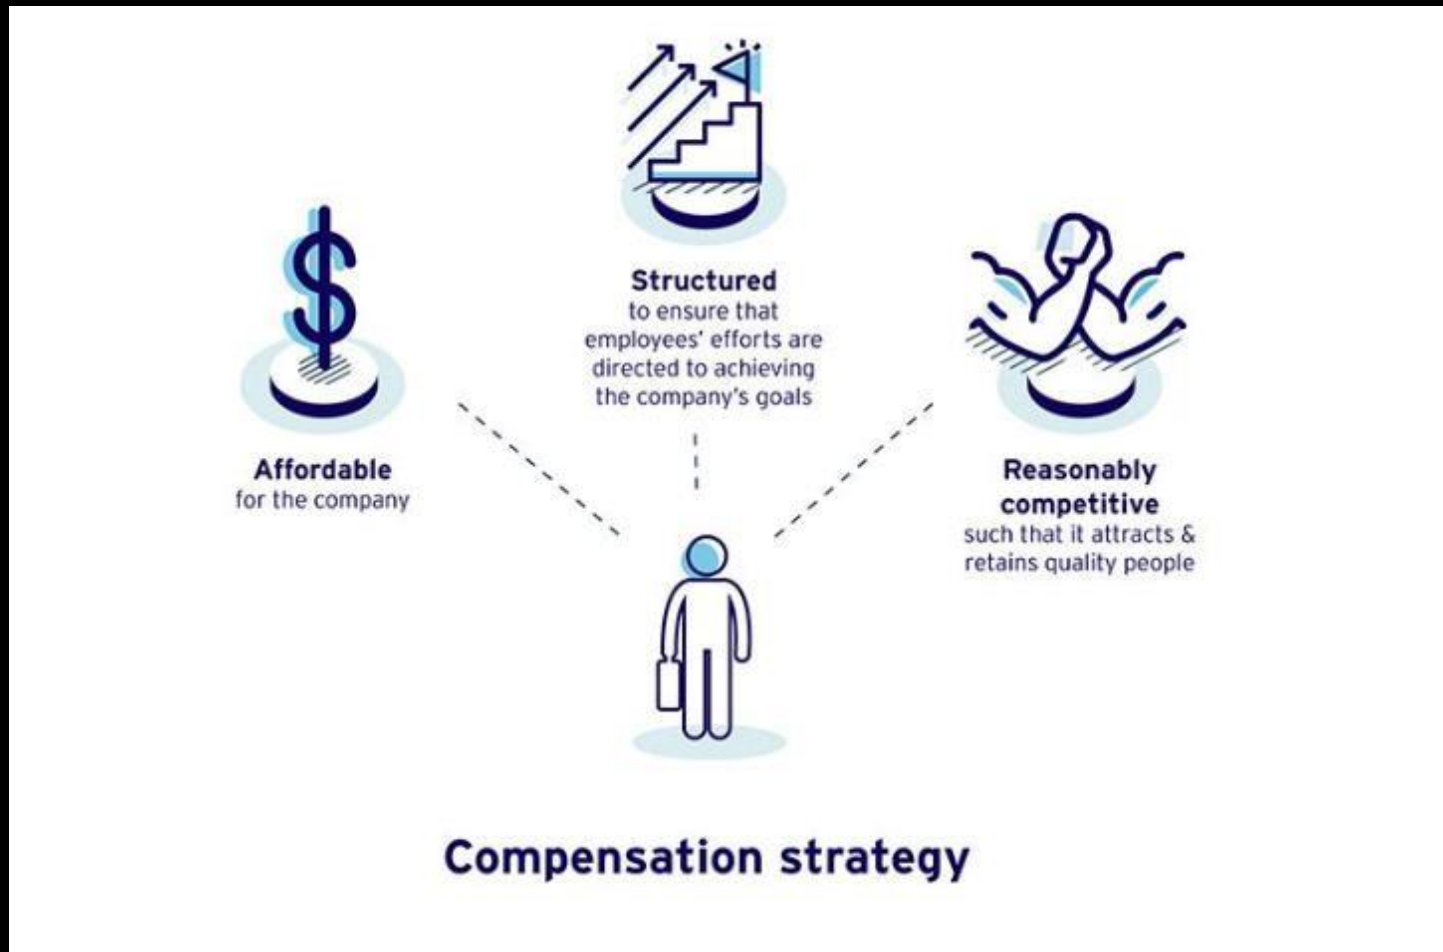 Structured
to ensure that
employees' efforts are
directed to achieving
the company's goals
Affordable
for the company
Reasonably
competitive
such that it attracts &
retains quality people
Compensation strategy